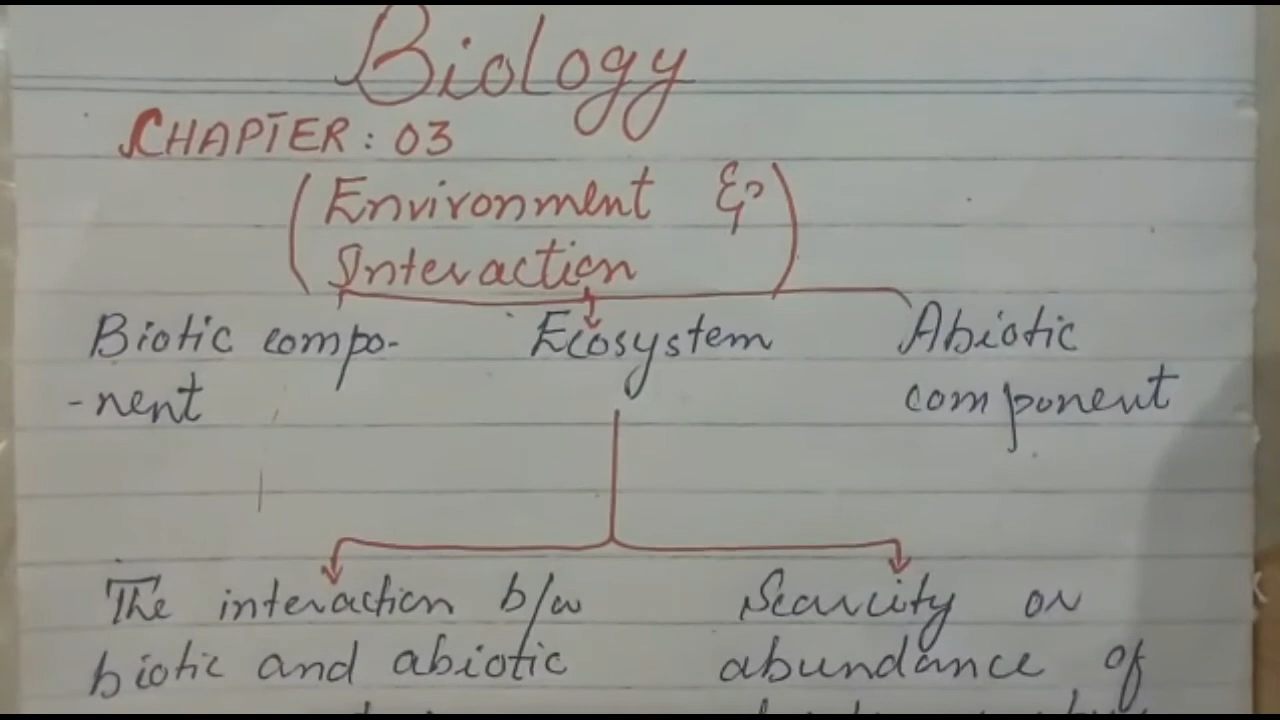 Biology
CHAPTER: 03
(Environment &
Interaction)
Biotic compo-
-nent
Ecosystem
Abiotic
component
The interaction b/w
biotic and abiotic
Scarcity or
abundance of